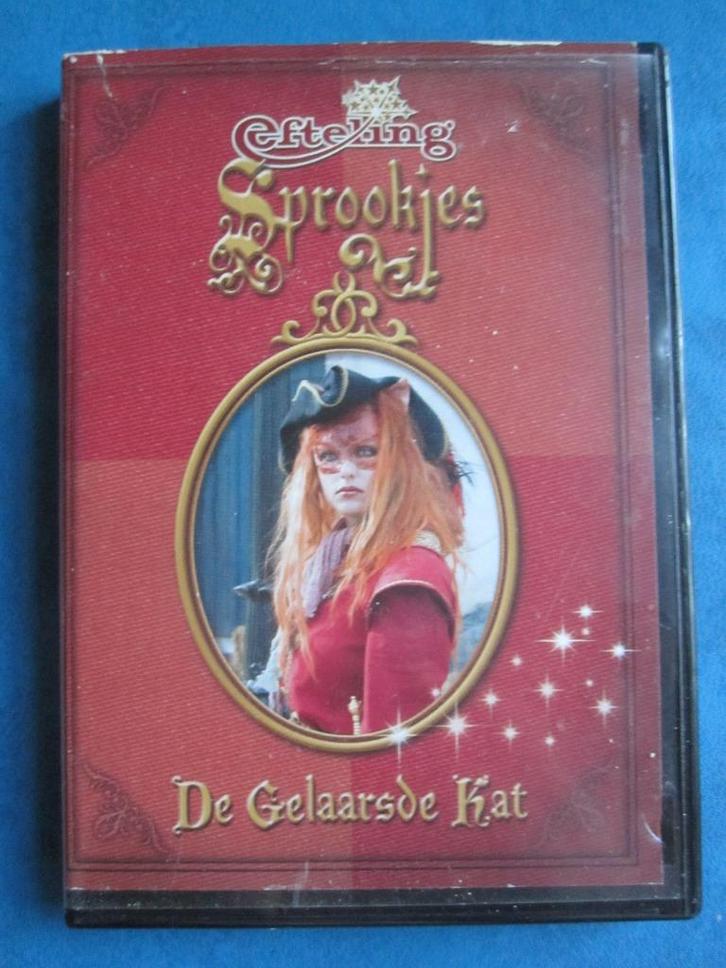 Efteling
Sprookjes
De Gelaarsde Kat